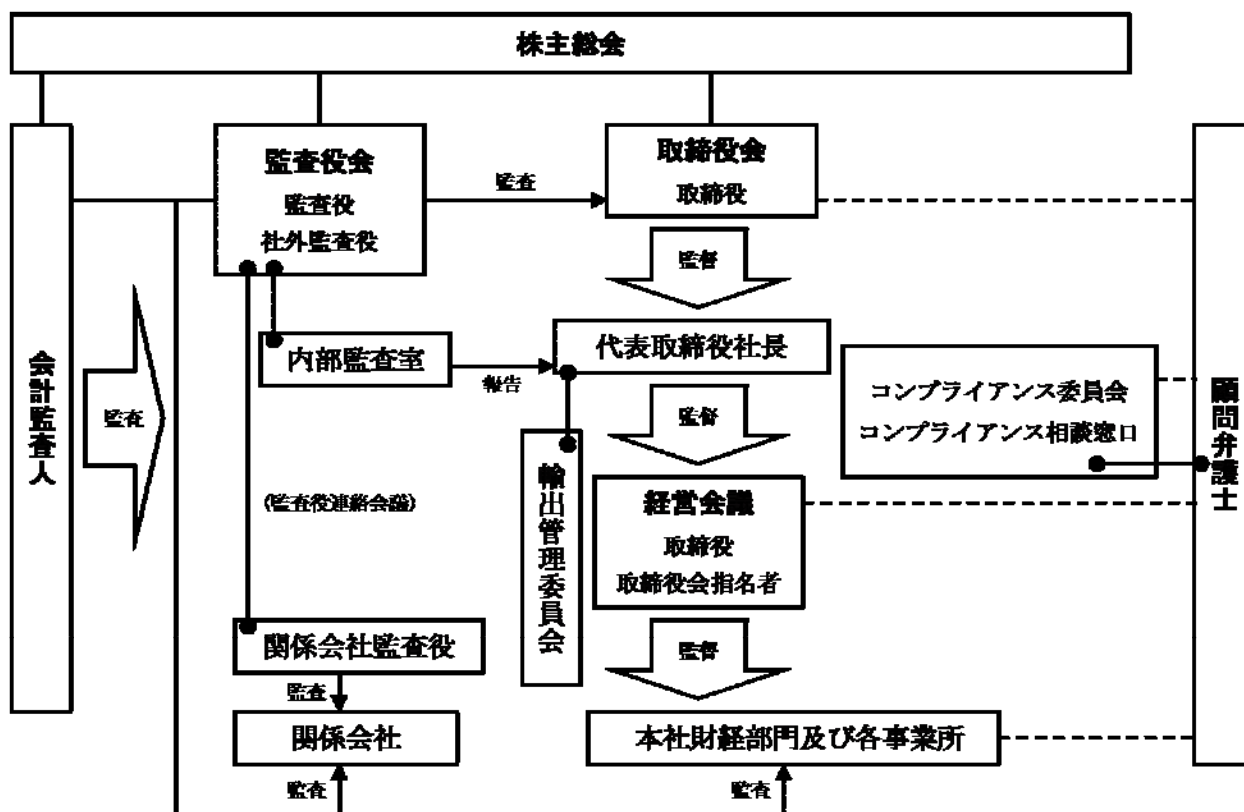 株主総会
監査役会
監査役
社外監査役
監査
取締役会
取締役
監督
会計監査人
監査
内部監査室
報告
代表取締役社長
監督
コンプライアンス委員会
コンプライアンス相談窓口
顧問弁護士
(監査役連絡会議)
輸出管理委員会
経営会議
取締役
取締役会指名者
監督
関係会社監査役
監査
関係会社
本社財経部門及び各事業所
監査
監査